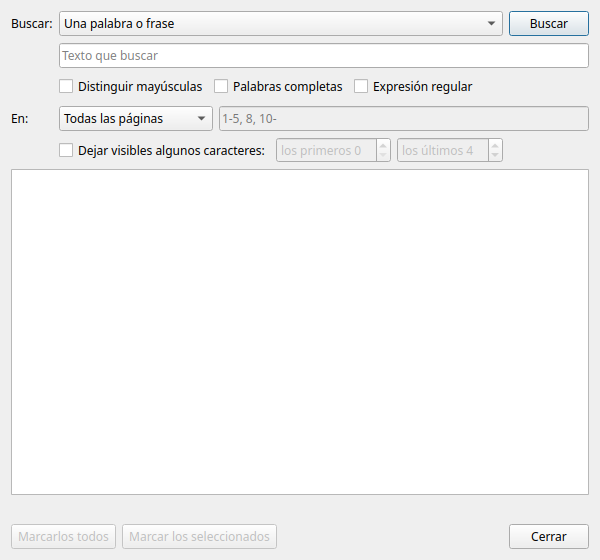 Buscar: Una palabra o frase Buscar
Texto que buscar
Distinguir mayúsculas Palabras completas Expresión regular
En: Todas las páginas 1-5, 8, 10-
Dejar visibles algunos caracteres: los primeros 0 los últimos 4
Marcarlos todos Marcar los seleccionados Cerrar